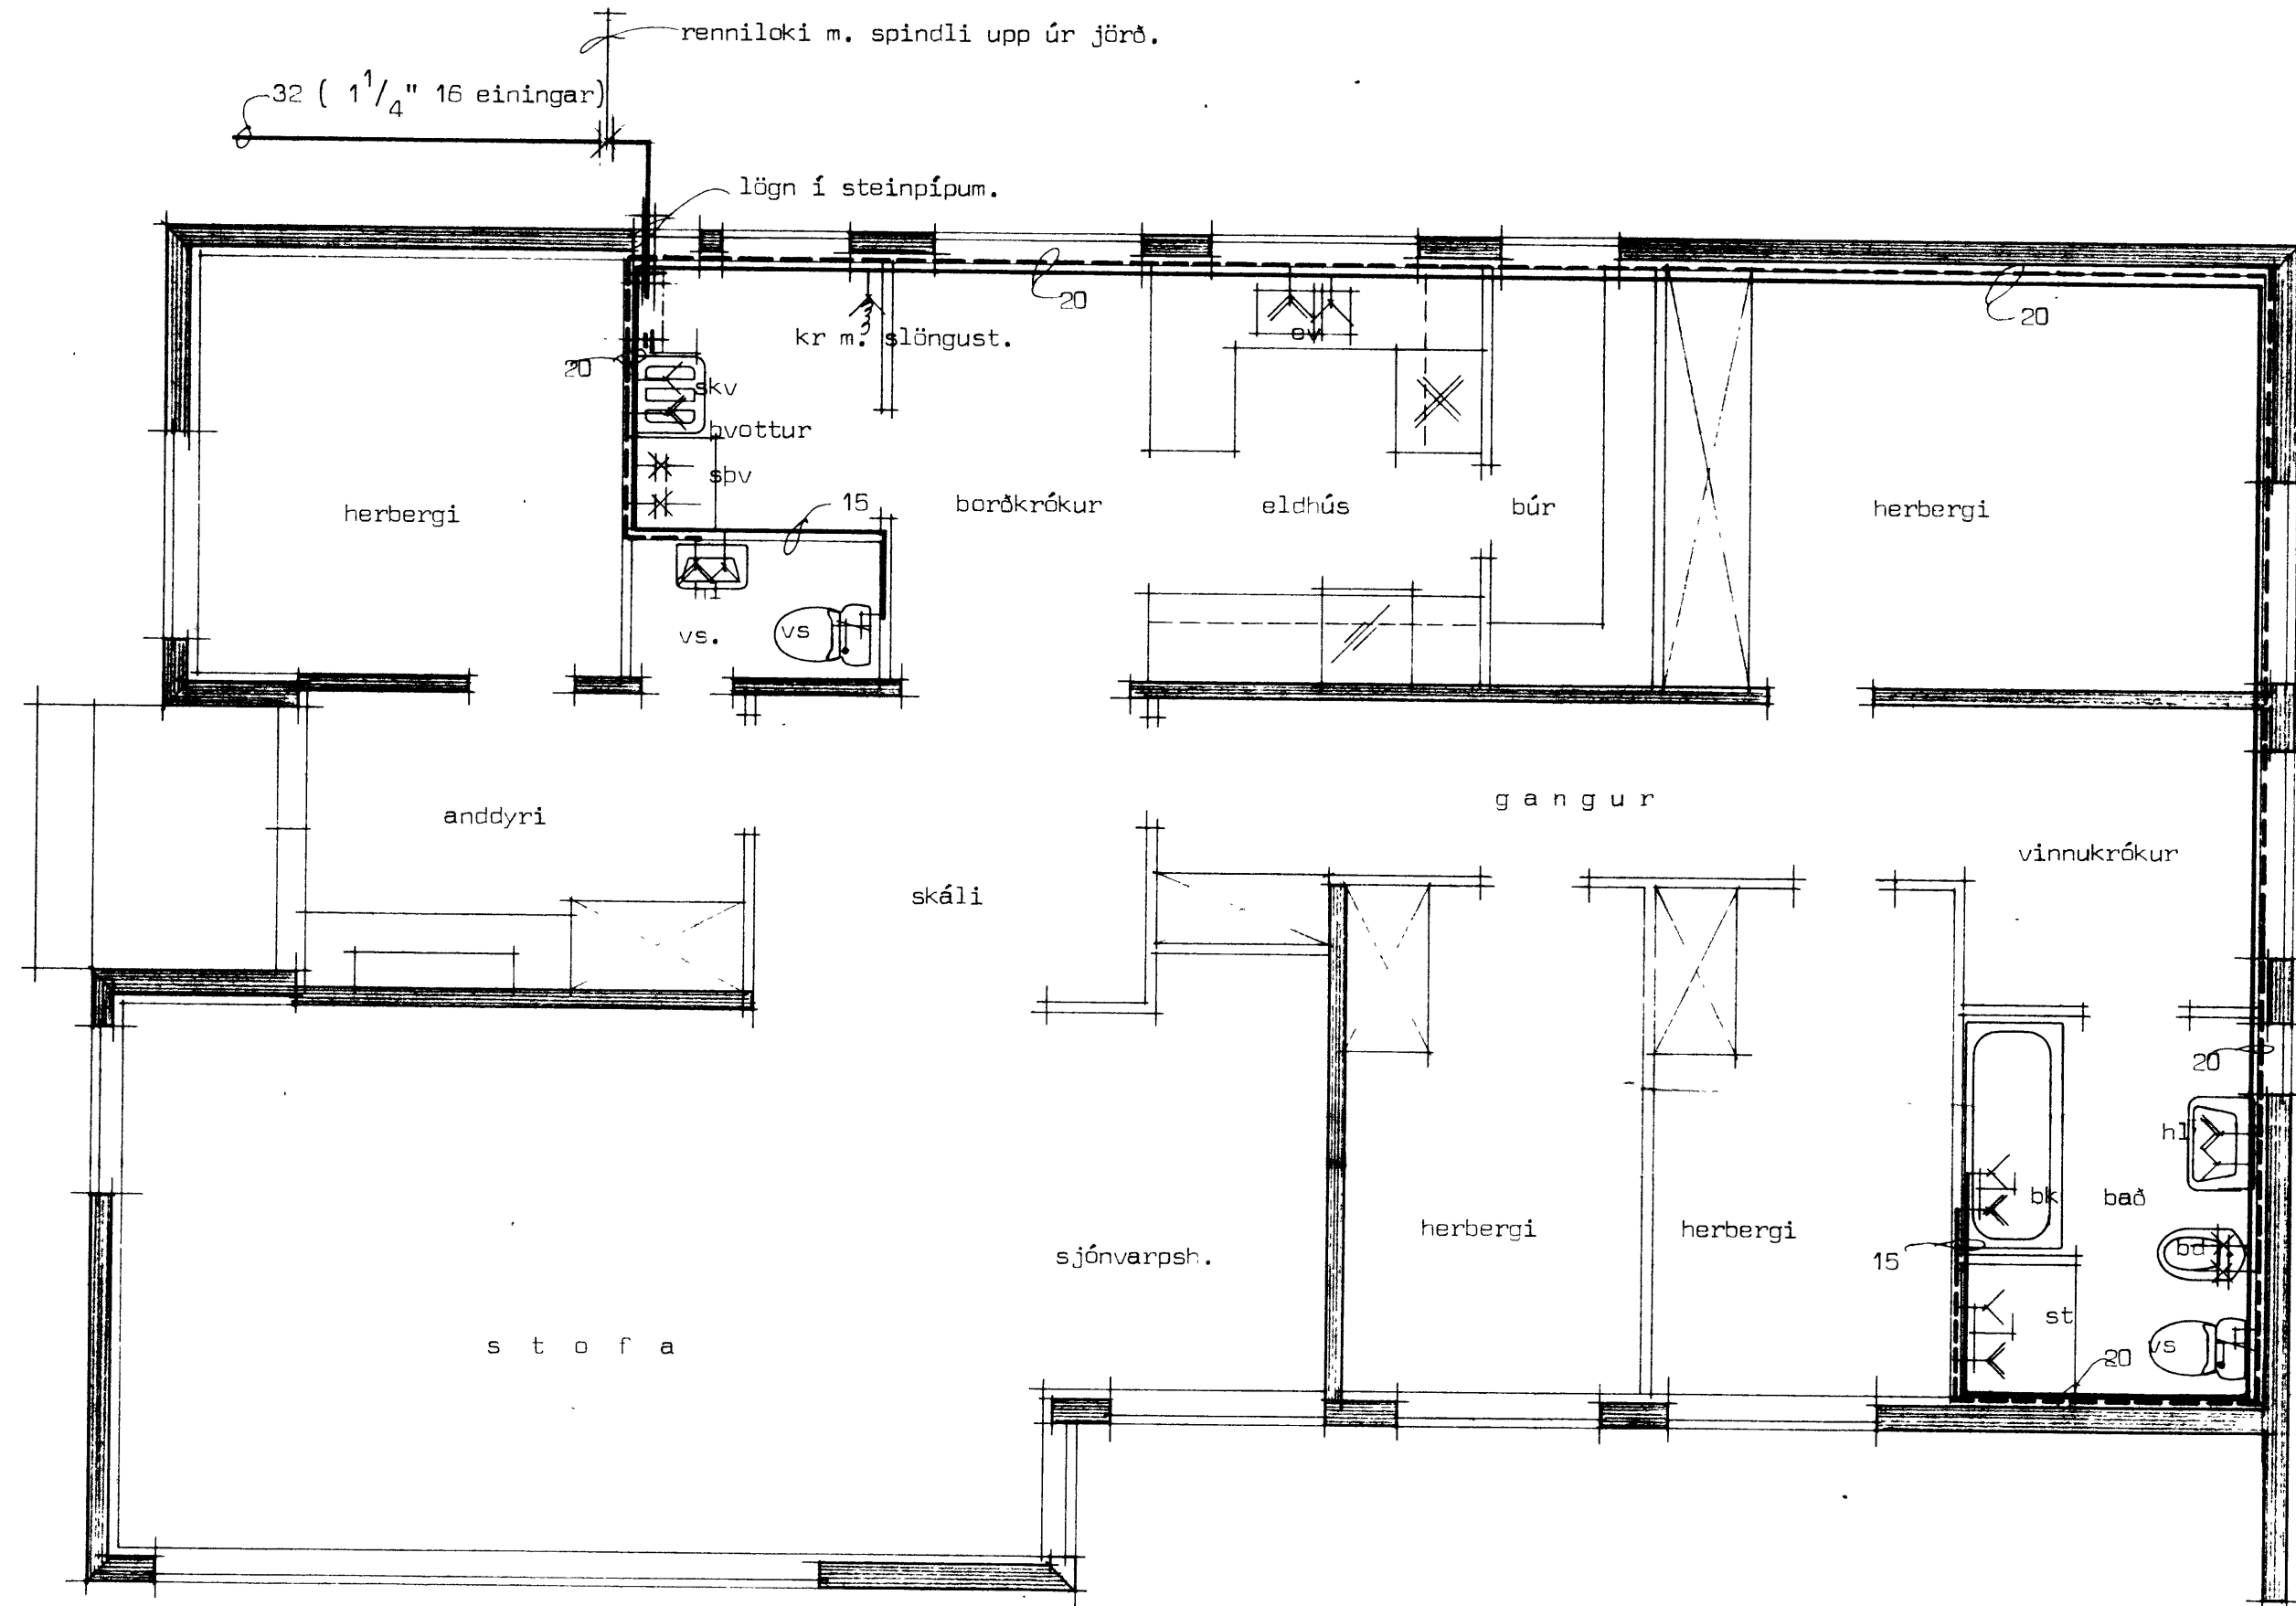 renniloki m. spindli upp úr jörð.
32 ( 1 1/4" 16 einingar)
lögn í steinpípum.
20
20
kr m. slöngust.
ev
20
skv
þvottur
sþv
15
herbergi
borðkrókur
eldhús
búr
herbergi
hl
vs.
vs
anddyri
gangur
vinnukrókur
skáli
20
hl
bk
bað
herbergi
herbergi
sjónvarpsh.
15
bd
st
stofa
20
vs